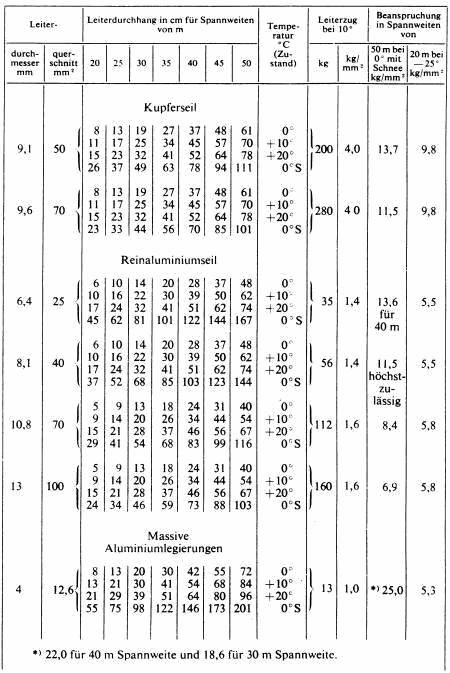 Leiter- Leiterdurchhang in cm für Spannweiten von m Tempe-ratur °C (Zu-stand) Leiterzug bei 10° Beanspruchung in Spannweiten von
durch-messer mm quer-schnitt mm² 20 25 30 35 40 45 50 kg kg/mm² 50 m bei 0° mit Schnee kg/mm² 20 m bei —25° kg/mm²
Kupferseil
8 13 19 27 37 48 61 0°
11 17 25 34 45 57 70 +10°
9,1 50 15 23 32 41 52 64 78 +20° 200 4,0 13,7 9,8
26 37 49 63 78 94 111 0°S
8 13 19 27 37 48 61 0°
11 17 25 34 45 57 70 +10°
9,6 70 15 23 32 41 52 64 78 +20° 280 4 0 11,5 9,8
23 33 44 56 70 85 101 0°S
Reinaluminiumseil
6 10 14 20 28 37 48 0°
10 16 22 30 39 50 62 +10°
6,4 25 17 24 32 41 51 62 74 +20° 35 1,4 13,6 für 40 m 5,5
45 62 81 101 122 144 167 0°S
6 10 14 20 28 37 48 0°
10 16 22 30 39 50 62 +10°
8,1 40 17 24 32 41 51 62 74 +20° 56 1,4 11,5 höchst-zu-lässig 5,5
37 52 68 85 103 123 144 0°S
5 9 13 18 24 31 40 0°
9 14 20 26 34 44 54 +10°
10,8 70 15 21 28 37 46 56 67 +20° 112 1,6 8,4 5,8
29 41 54 68 83 99 116 0°S
5 9 13 18 24 31 40 0°
9 14 20 26 34 44 54 +10°
13 100 15 21 28 37 46 56 67 +20° 160 1,6 6,9 5,8
24 34 46 59 73 88 103 0°S
Massive
Aluminiumlegierungen
8 13 20 30 42 55 72 0°
13 21 30 41 54 68 84 +10°
4 12,6 21 29 39 51 64 80 96 +20° 13 1,0 *) 25,0 5,3
55 75 98 122 146 173 201 0°S
*) 22,0 für 40 m Spannweite und 18,6 für 30 m Spannweite.